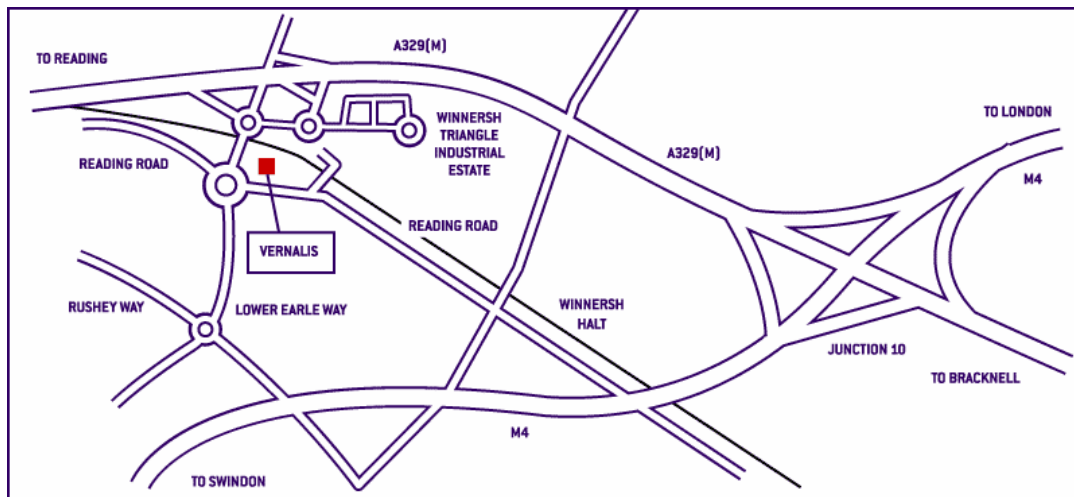 A329(M)
TO READING
TO LONDON
WINNERSH
TRIANGLE
INDUSTRIAL
ESTATE
A329(M)
READING ROAD
M4
READING ROAD
VERNALIS
RUSHEY WAY
LOWER EARLE WAY
WINNERSH
HALT
JUNCTION 10
TO BRACKNELL
M4
TO SWINDON